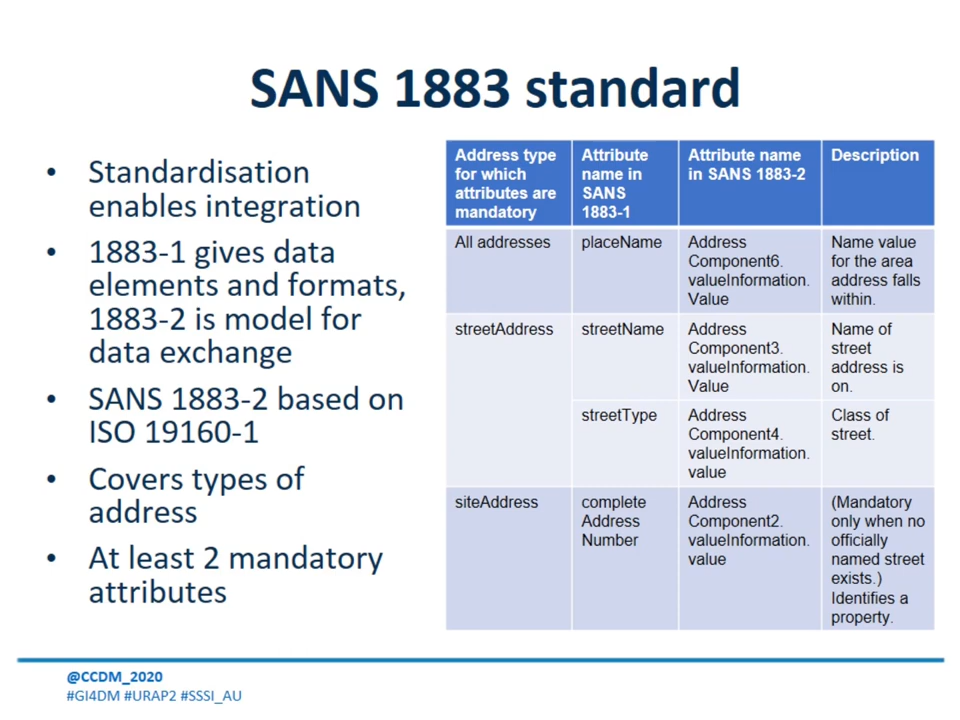 SANS 1883 standard
• Standardisation
enables integration
• 1883-1 gives data
elements and formats,
1883-2 is model for
data exchange
• SANS 1883-2 based on
ISO 19160-1
• Covers types of
address
• At least 2 mandatory
attributes
Address type
for which
attributes are
mandatory
Attribute
name in
SANS
1883-1
Attribute name
in SANS 1883-2
Description
All addresses
placeName
Address
Component6.
valueInformation.
Value
Name value
for the area
address falls
within.
streetAddress
streetName
Address
Component3.
valueInformation.
Value
Name of
street
address is
on.
streetType
Address
Component4.
valueInformation.
value
Class of
street.
siteAddress
complete
Address
Number
Address
Component2.
valueInformation.
value
(Mandatory
only when no
officially
named street
exists.)
Identifies a
property.
@CCDM_2020
#GI4DM #URAP2 #SSSI_AU